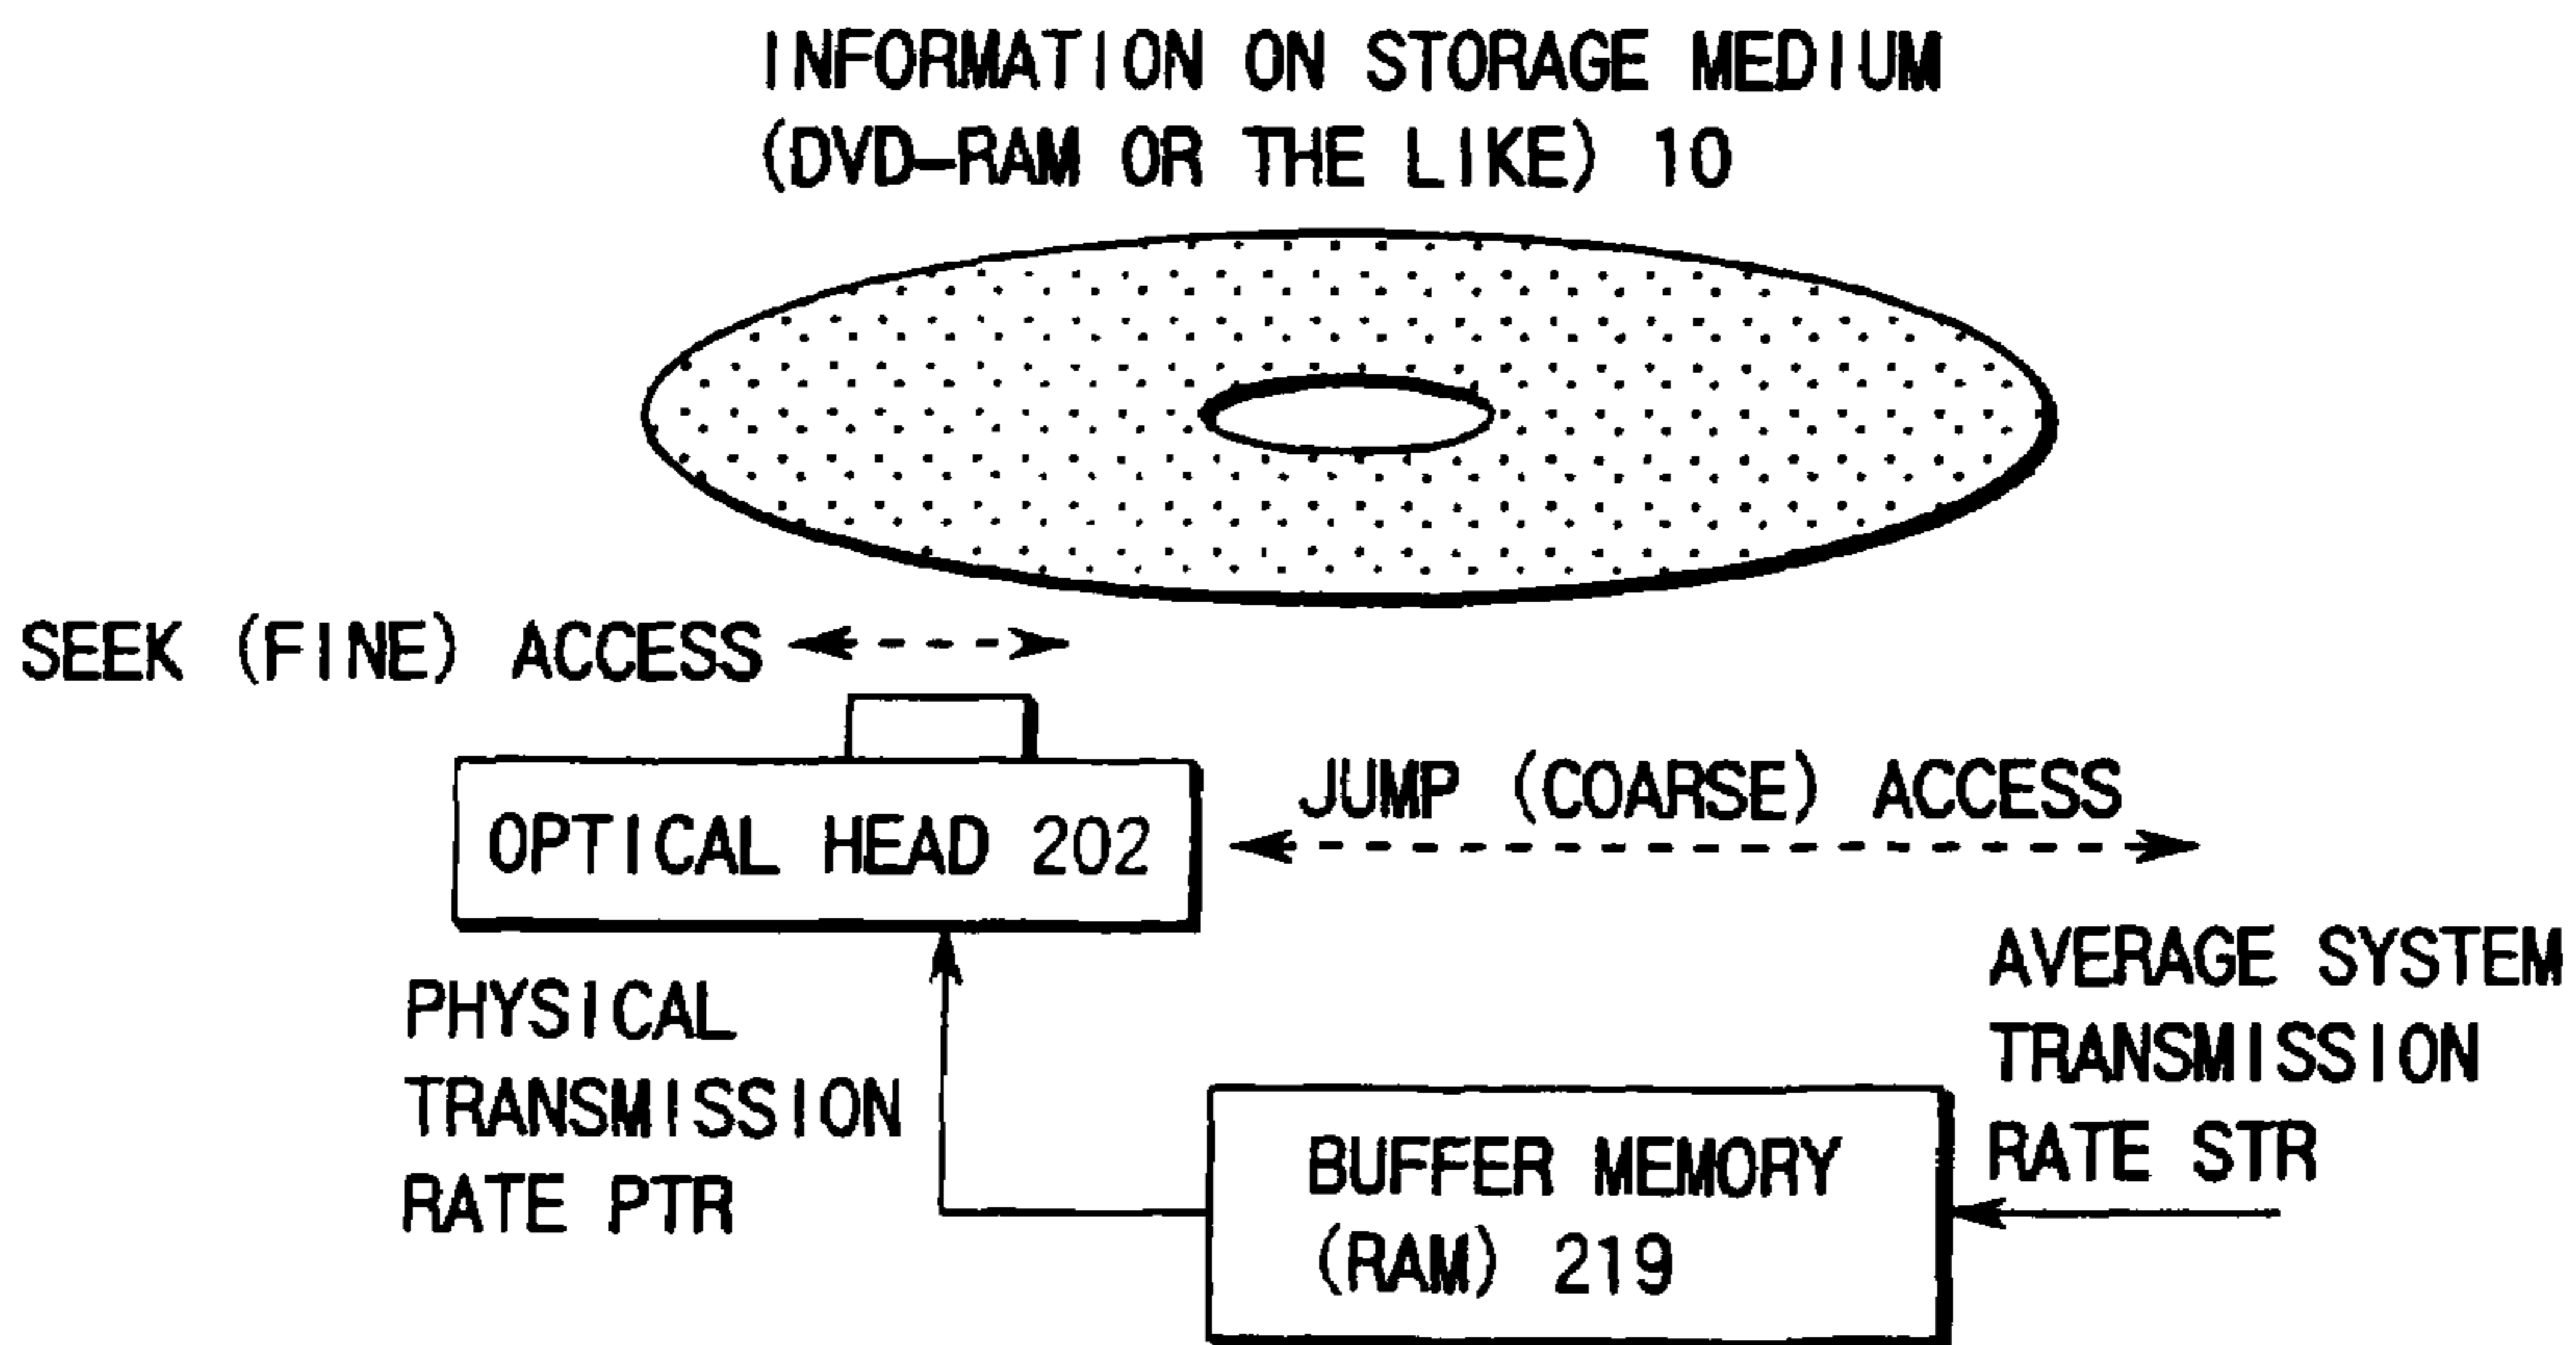 INFORMATION ON STORAGE MEDIUM
(DVD-RAM OR THE LIKE) 10
SEEK (FINE) ACCESS
OPTICAL HEAD 202
JUMP (COARSE) ACCESS
PHYSICAL
TRANSMISSION
RATE PTR
AVERAGE SYSTEM
TRANSMISSION
RATE STR
BUFFER MEMORY
(RAM) 219